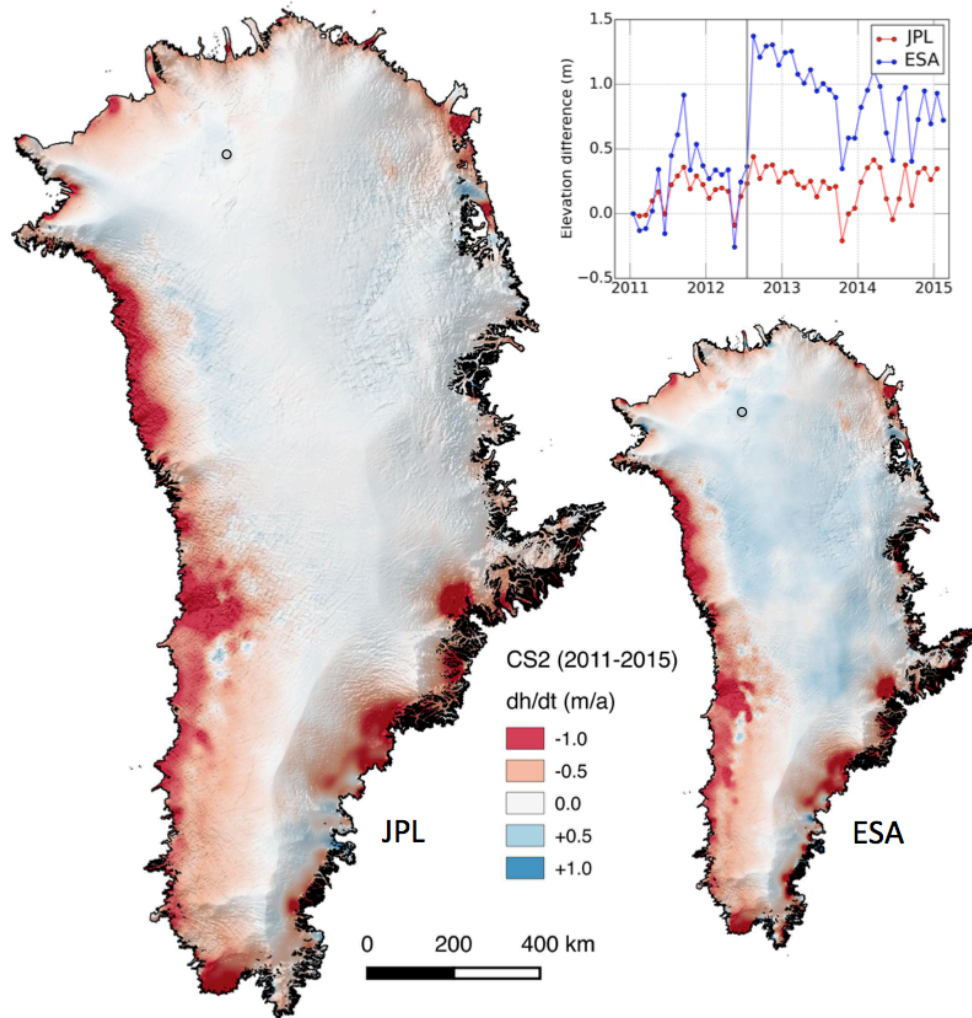 1.5
1.0
0.5
0.0
−0.5
Elevation difference (m)
JPL
ESA
2011 2012 2013 2014 2015
CS2 (2011-2015)
dh/dt (m/a)
-1.0
-0.5
0.0
+0.5
+1.0
JPL
ESA
0 200 400 km